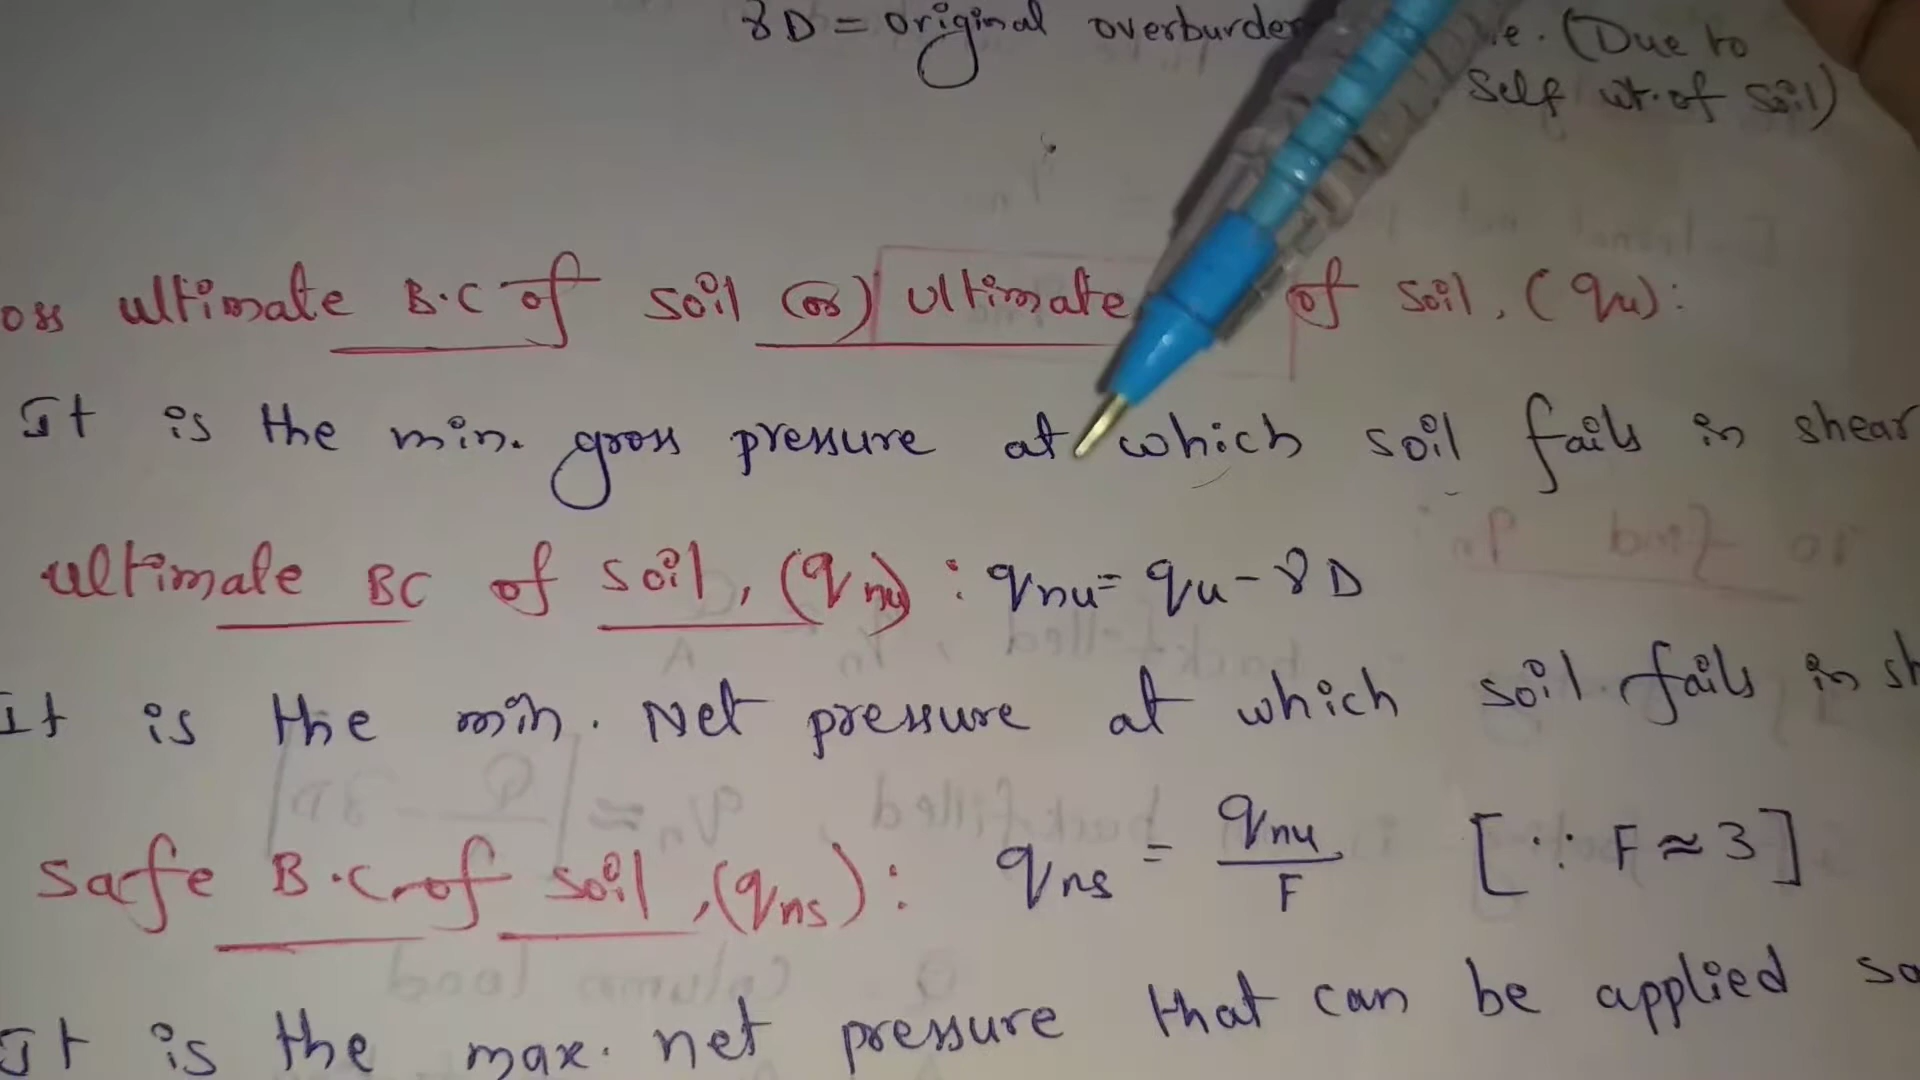 γD = original overburden (Due to
Self wt. of soil)
oss ultimate B.C of soil (or) ultimate of soil, (qu):
It is the min. gross pressure at which soil fails in shear
ultimate BC of soil, (qnu) : qnu = qu - γD
It is the min. Net pressure at which soil fails in sh
Safe B.C of soil, (qns) : qns = qnu / F [∵ F ≈ 3]
It is the max. net pressure that can be applied sa